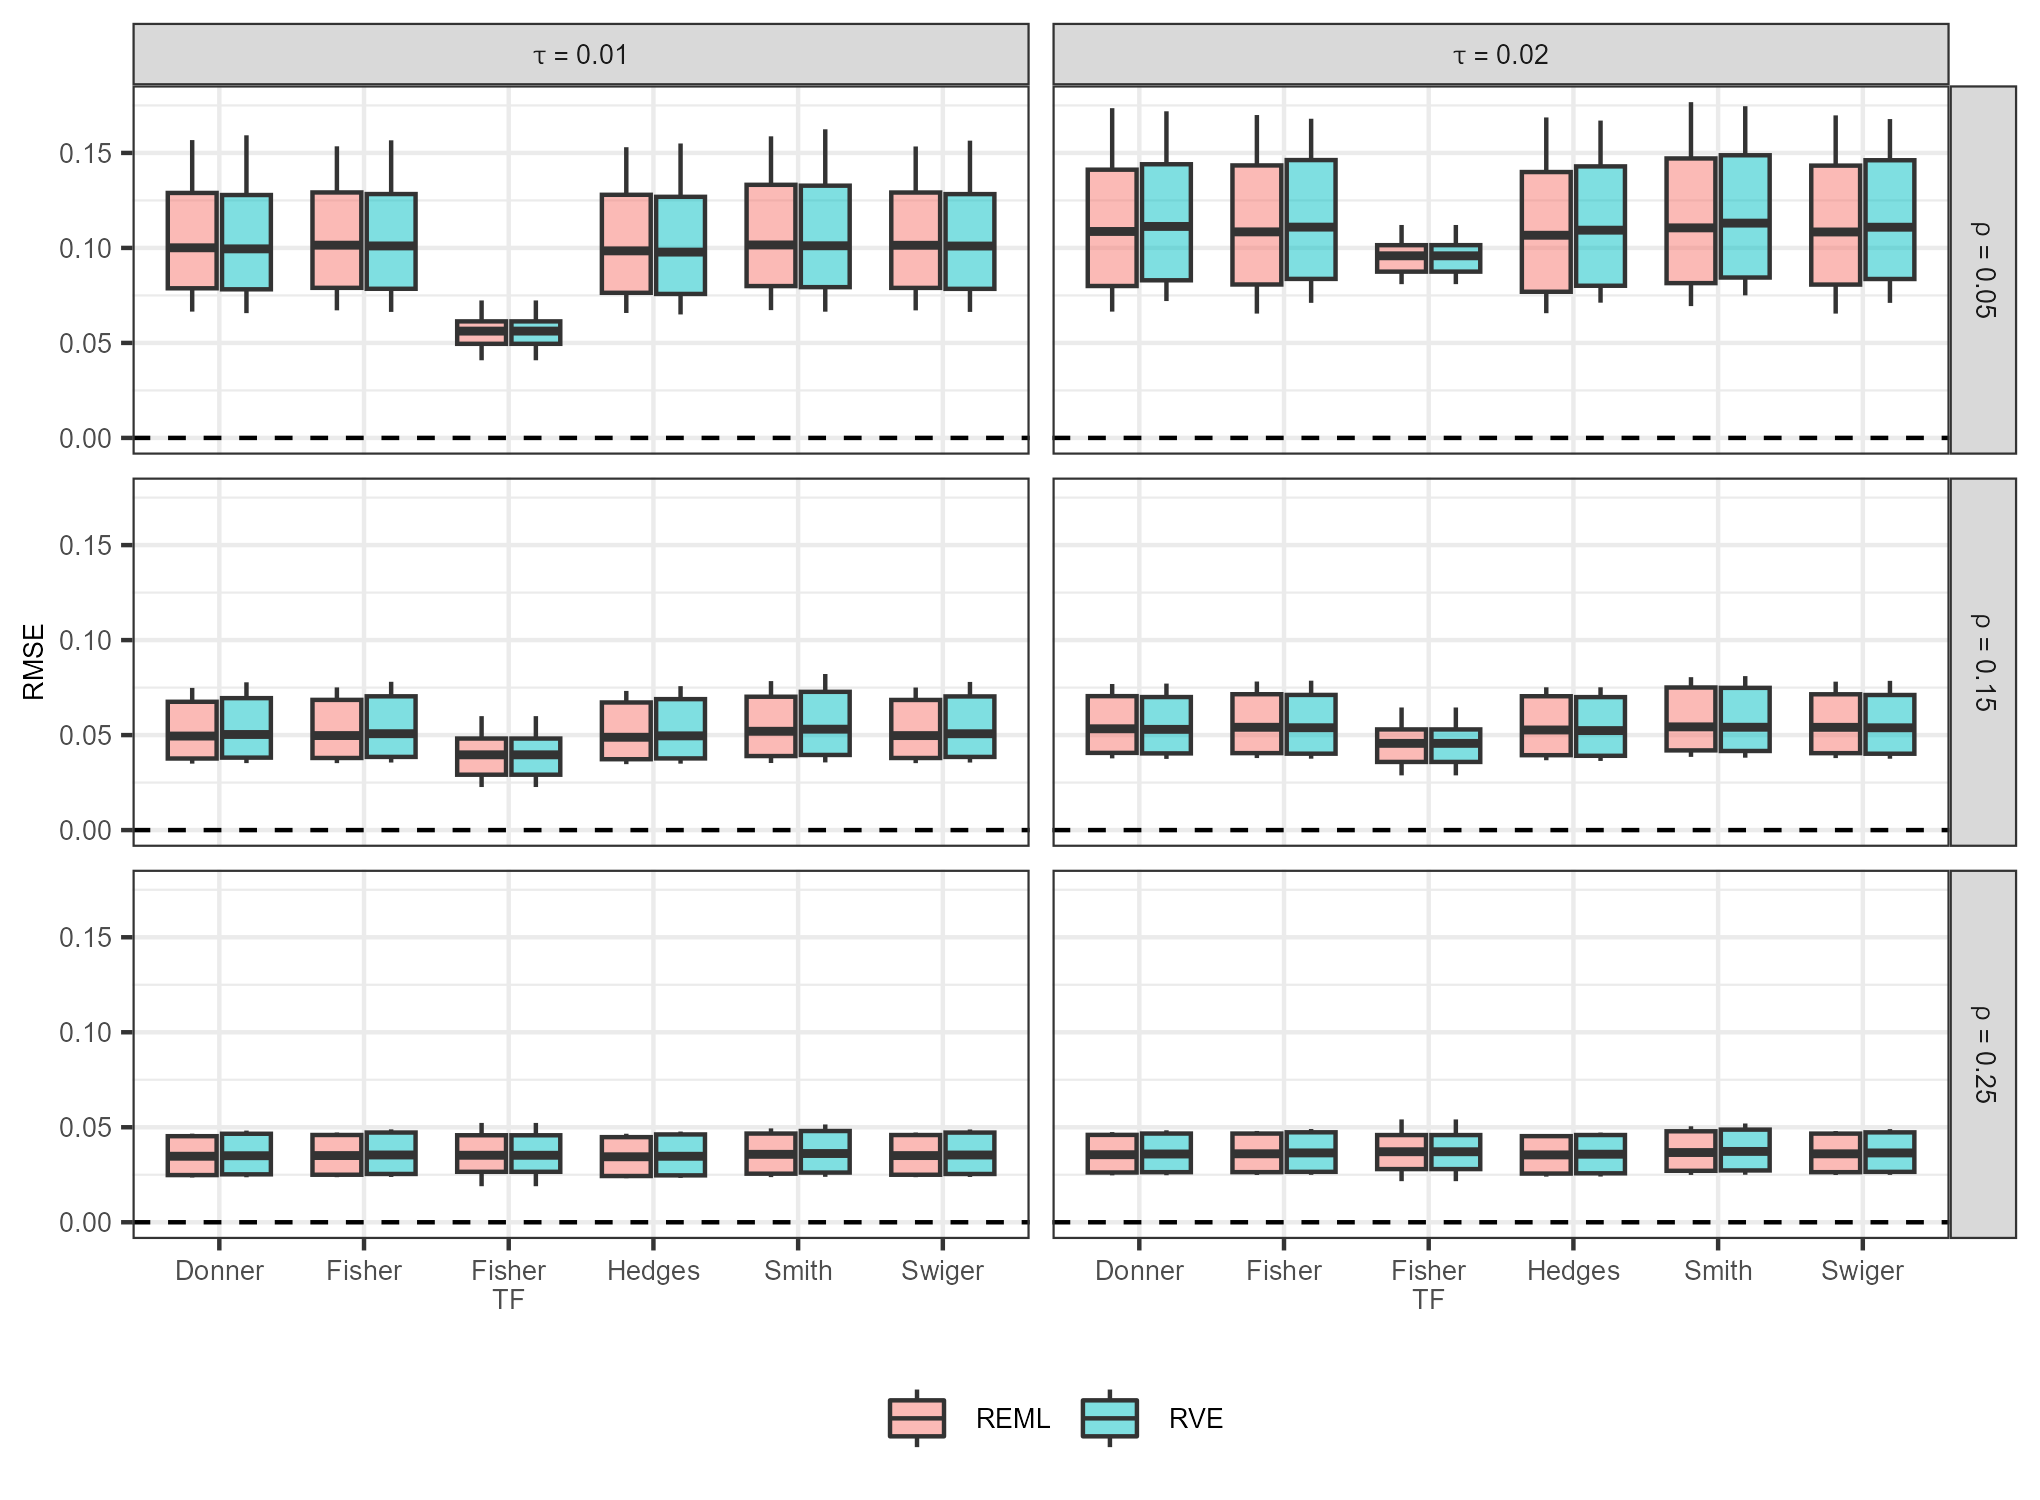 τ = 0.01
τ = 0.02
0.15
0.10
0.05
0.00
ρ = 0.05
RMSE
0.15
0.10
0.05
0.00
ρ = 0.15
0.15
0.10
0.05
0.00
ρ = 0.25
Donner Fisher Fisher Hedges Smith Swiger
TF
Donner Fisher Fisher Hedges Smith Swiger
TF
REML RVE